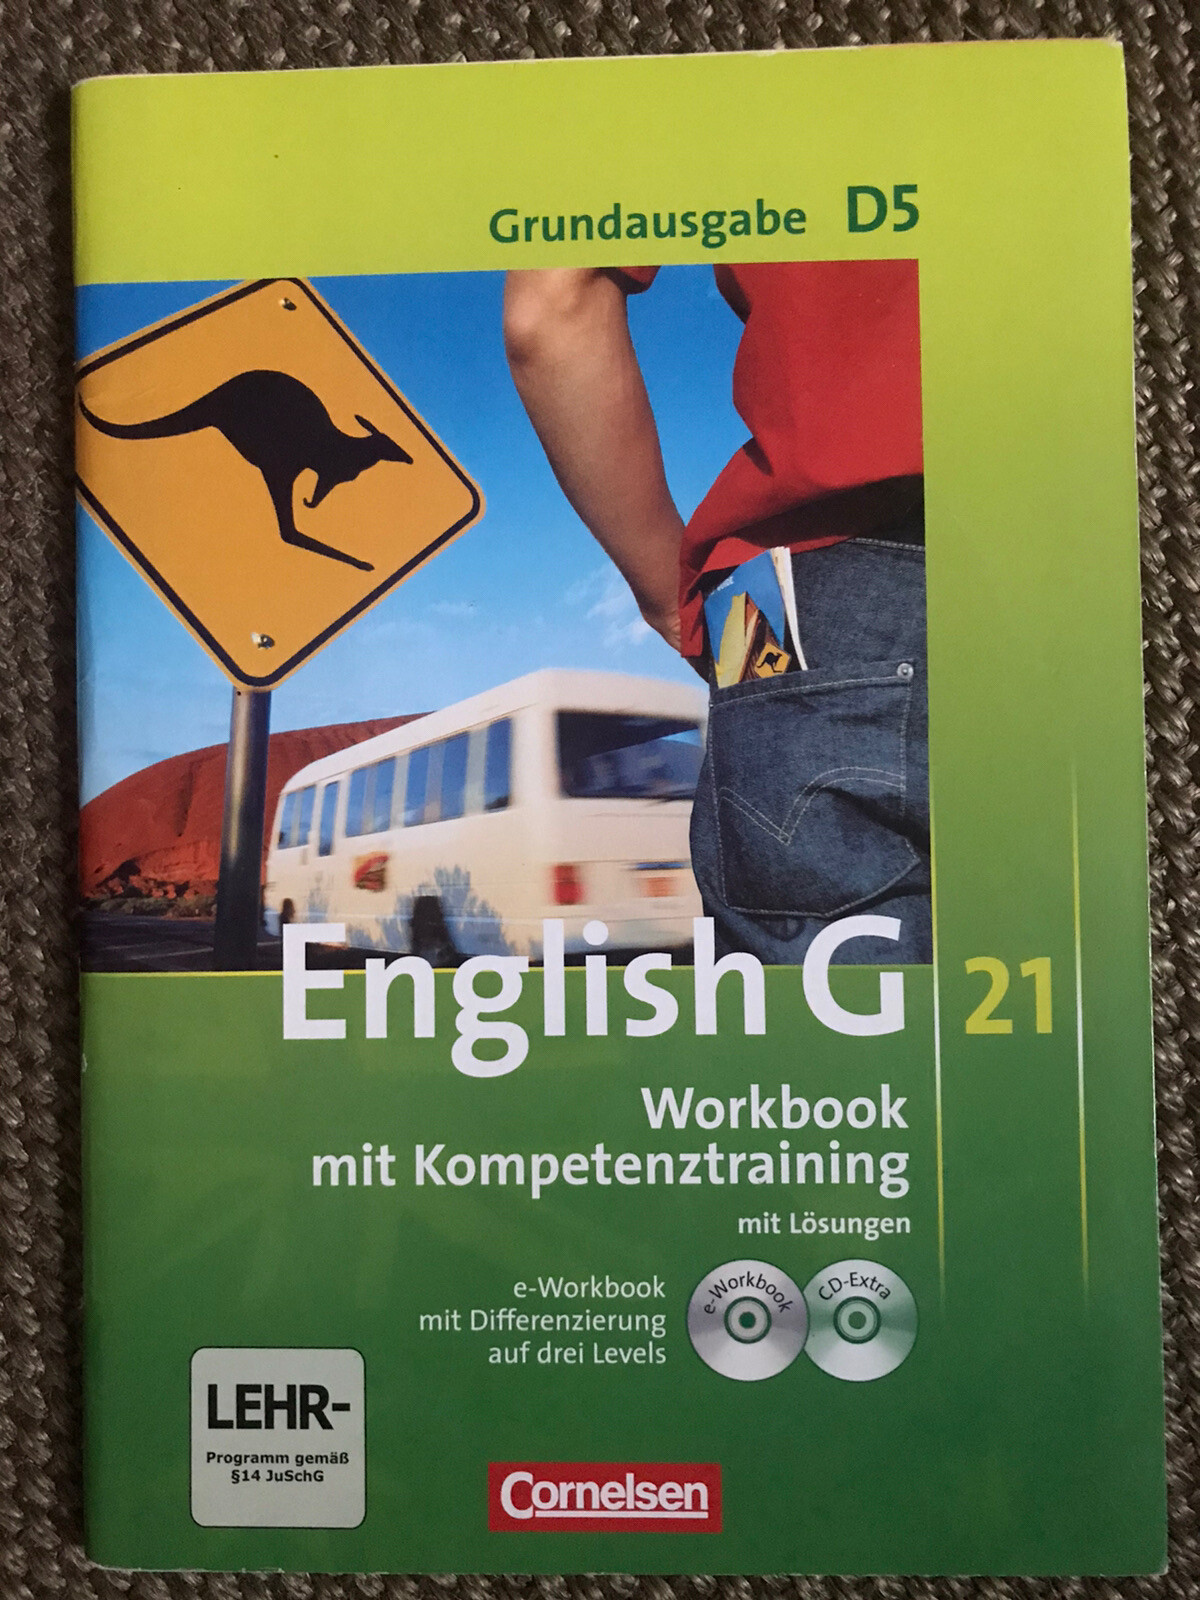 Grundausgabe D5
GUIDE
English G 21
Workbook
mit Kompetenztraining
mit Lösungen
e-Workbook
mit Differenzierung
auf drei Levels
e-Workbook
CD-Extra
LEHR-
Programm gemäß
§14 JuSchG
Cornelsen